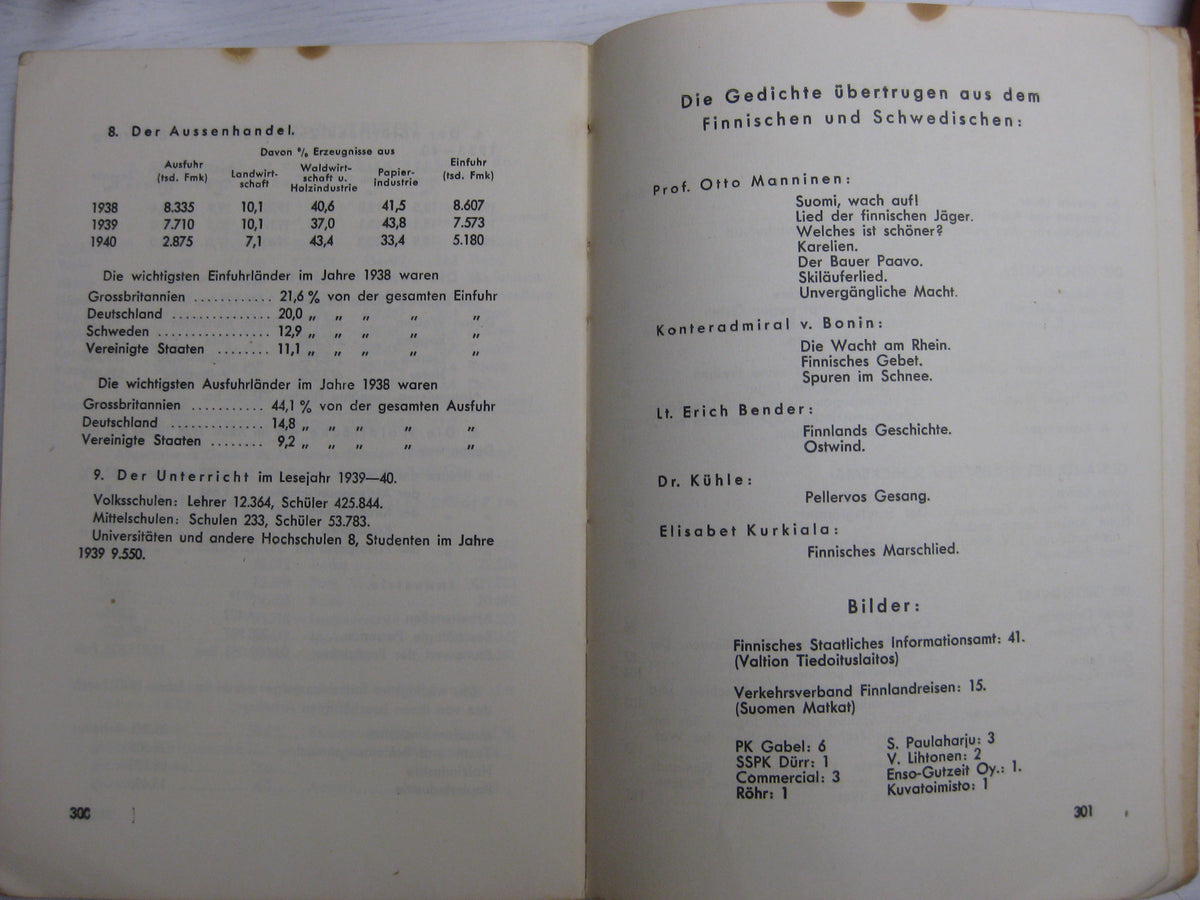 8. Der Aussenhandel.
Davon % Erzeugnisse aus
Ausfuhr (tsd. Fmk) Landwirt-schaft Waldwirt-schaft u. Holzindustrie Papier-industrie Einfuhr (tsd. Fmk)
1938 8.335 10,1 40,6 41,5 8.607
1939 7.710 10,1 37,0 43,8 7.573
1940 2.875 7,1 43,4 33,4 5.180
Die wichtigsten Einfuhrländer im Jahre 1938 waren
Grossbritannien ............ 21,6 % von der gesamten Einfuhr
Deutschland ............... 20,0 „ „ „ „ „
Schweden ............... 12,9 „ „ „ „ „
Vereinigte Staaten ........ 11,1 „ „ „ „ „
Die wichtigsten Ausfuhrländer im Jahre 1938 waren
Grossbritannien ........... 44,1 % von der gesamten Ausfuhr
Deutschland ............... 14,8 „ „ „ „ „
Vereinigte Staaten ........ 9,2 „ „ „ „ „
9. Der Unterricht im Lesejahr 1939—40.
Volksschulen: Lehrer 12.364, Schüler 425.844.
Mittelschulen: Schulen 233, Schüler 53.783.
Universitäten und andere Hochschulen 8, Studenten im Jahre
1939 9.550.
300
Die Gedichte übertrugen aus dem
Finnischen und Schwedischen:
Prof. Otto Manninen:
Suomi, wach auf!
Lied der finnischen Jäger.
Welches ist schöner?
Karelien.
Der Bauer Paavo.
Skiläuferlied.
Unvergängliche Macht.
Konteradmiral v. Bonin:
Die Wacht am Rhein.
Finnisches Gebet.
Spuren im Schnee.
Lt. Erich Bender:
Finnlands Geschichte.
Ostwind.
Dr. Kühle:
Pellervos Gesang.
Elisabet Kurkiala:
Finnisches Marschlied.
Bilder:
Finnisches Staatliches Informationsamt: 41.
(Valtion Tiedoituslaitos)
Verkehrsverband Finnlandreisen: 15.
(Suomen Matkat)
PK Gabel: 6
SSPK Dürr: 1
Commercial: 3
Röhr: 1
S. Paulaharju: 3
V. Lihtonen: 2
Enso-Gutzeit Oy.: 1.
Kuvatoimisto: 1
301